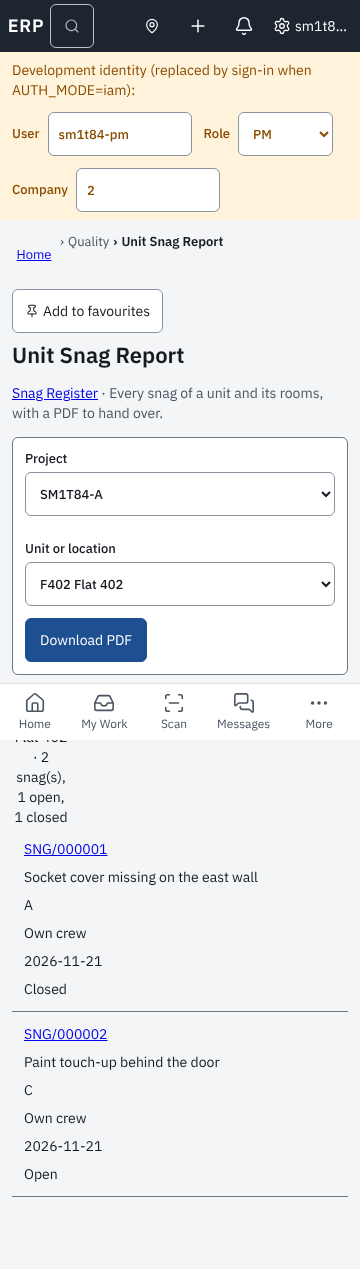 ERP
sm1t8...
Development identity (replaced by sign-in when
AUTH_MODE=iam):
User sm1t84-pm Role PM
Company 2
Home › Quality › Unit Snag Report
Add to favourites
Unit Snag Report
Snag Register · Every snag of a unit and its rooms,
with a PDF to hand over.
Project
SM1T84-A
Unit or location
F402 Flat 402
Download PDF
Home My Work Scan Messages More
Flat 402
· 2
snag(s),
1 open,
1 closed
SNG/000001
Socket cover missing on the east wall
A
Own crew
2026-11-21
Closed
SNG/000002
Paint touch-up behind the door
C
Own crew
2026-11-21
Open